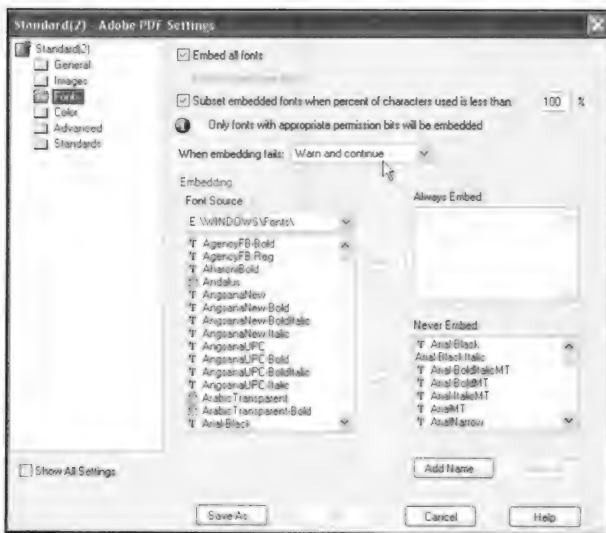 Standard(2) - Adobe PDF Settings
Standard(2)
General
Images
Fonts
Color
Advanced
Standards
Show All Settings
Embed all fonts
Subset embedded fonts when percent of characters used is less than: 100 %
Only fonts with appropriate permission bits will be embedded
When embedding fails: Warn and continue
Embedding
Font Source
E:\WINDOWS\Fonts\
AgencyFB-Bold
AgencyFB-Reg
AharoniBold
Andalus
AngsanaNew
AngsanaNew-Bold
AngsanaNew-BoldItalic
AngsanaNew-Italic
AngsanaUPC
AngsanaUPC-Bold
AngsanaUPC-BoldItalic
AngsanaUPC-Italic
ArabicTransparent
ArabicTransparent-Bold
Arial-Black
Always Embed
Never Embed
Arial-Black
Arial-Black-Italic
Arial-BoldItalicMT
Arial-BoldMT
Arial-ItalicMT
ArialMT
ArialNarrow
Add Name...
Save As
Cancel
Help